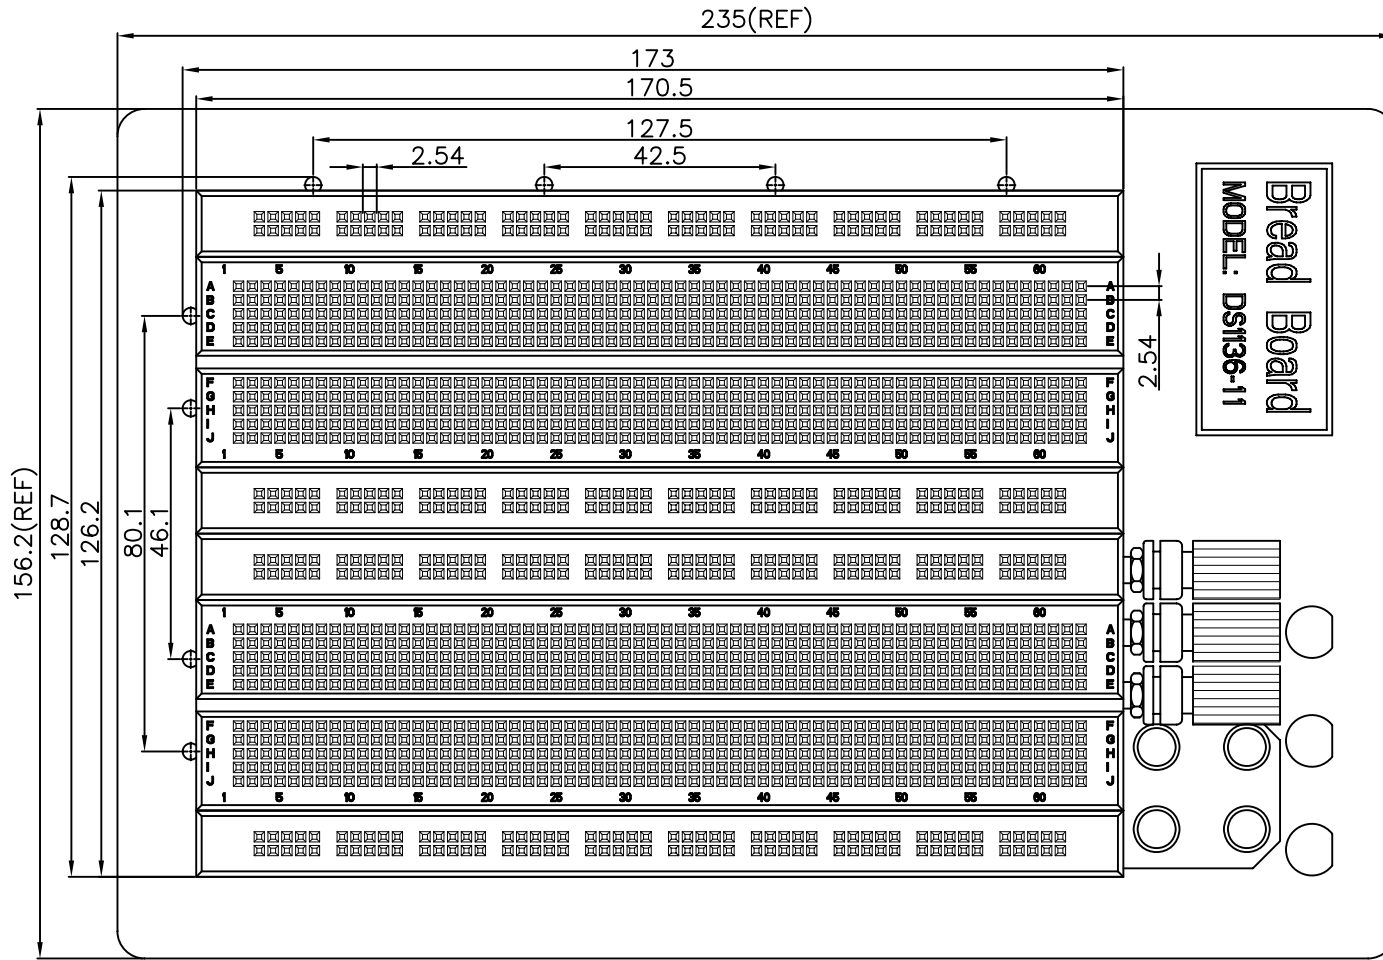 235(REF)
173
170.5
127.5
2.54 42.5
1 5 10 15 20 25 30 35 40 45 50 55 60
A A
B B
C C
D D
E E
F F
G G
H H
I I
J J
1 5 10 15 20 25 30 35 40 45 50 55 60
1 5 10 15 20 25 30 35 40 45 50 55 60
A A
B B
C C
D D
E E
F F
G G
H H
I I
J J
1 5 10 15 20 25 30 35 40 45 50 55 60
156.2(REF)
128.7
126.2
80.1
46.1
2.54
Bread Board
MODEL: DS1136-11